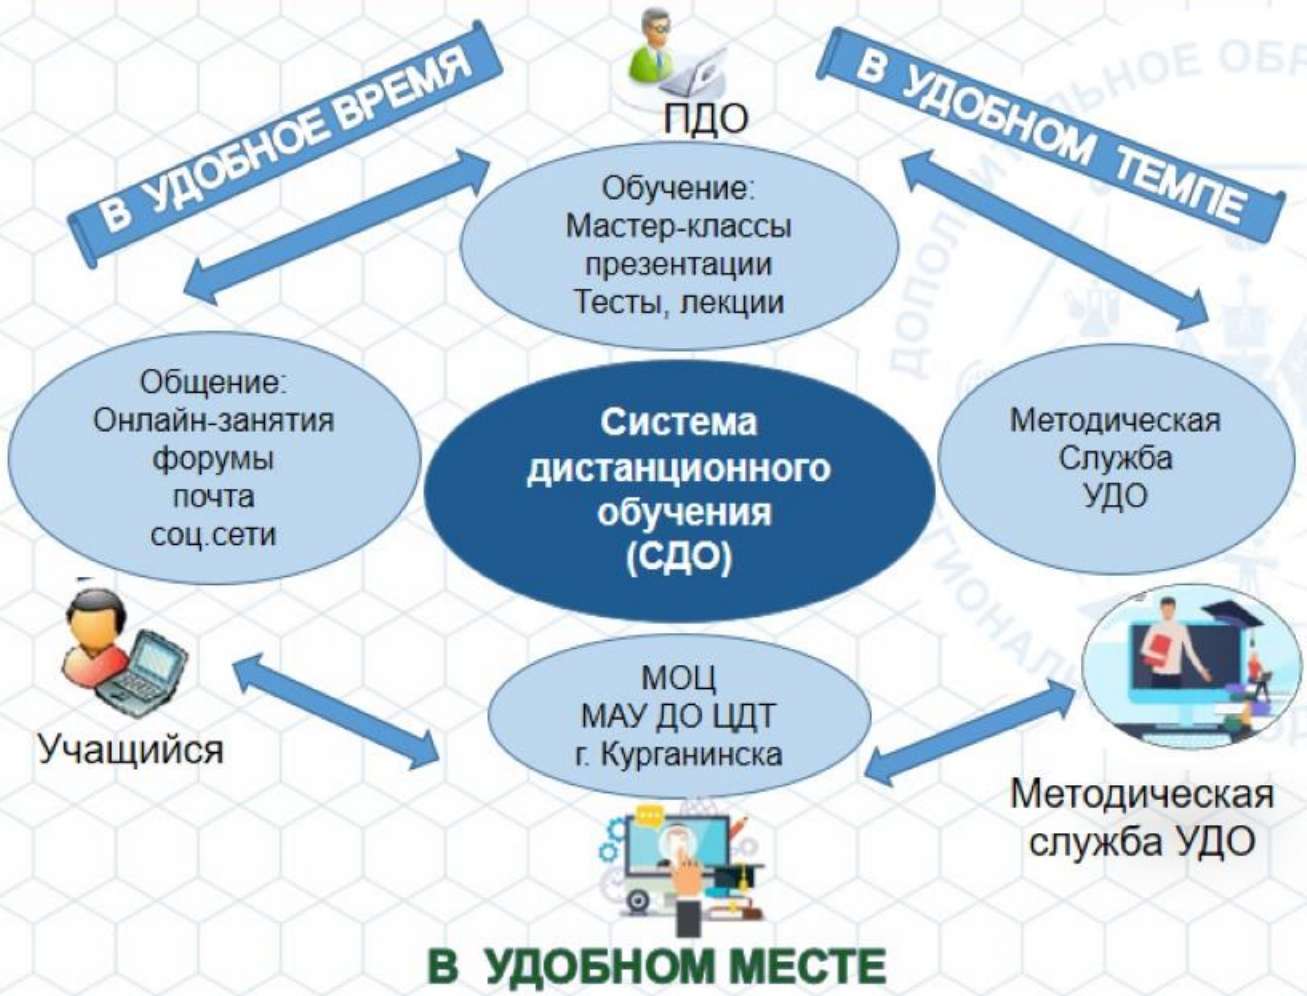 В УДОБНОЕ ВРЕМЯ
В УДОБНОМ ТЕМПЕ
ПДО
Обучение:
Мастер-классы
презентации
Тесты, лекции
Общение:
Онлайн-занятия
форумы
почта
соц.сети
Система
дистанционного
обучения
(СДО)
Методическая
Служба
УДО
Учащийся
МОЦ
МАУ ДО ЦДТ
г. Курганинска
Методическая
служба УДО
В УДОБНОМ МЕСТЕ